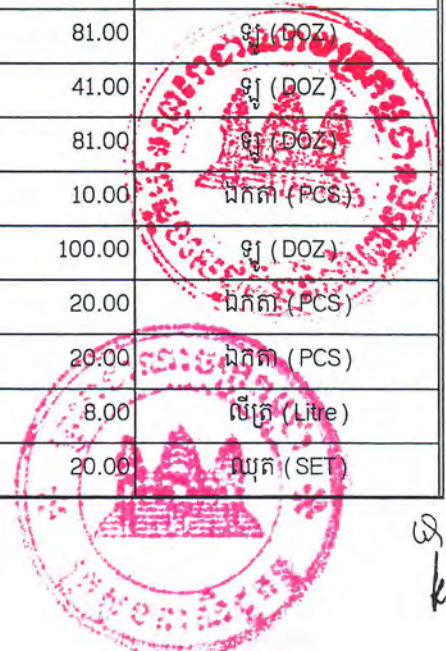 81.00 ឡូ (DOZ)
41.00 ឡូ (DOZ)
81.00 ឡូ (DOZ)
10.00 ឯកតា (PCS)
100.00 ឡូ (DOZ)
20.00 ឯកតា (PCS)
20.00 ឯកតា (PCS)
8.00 លីត្រ (Litre)
20.00 ឈុត (SET)